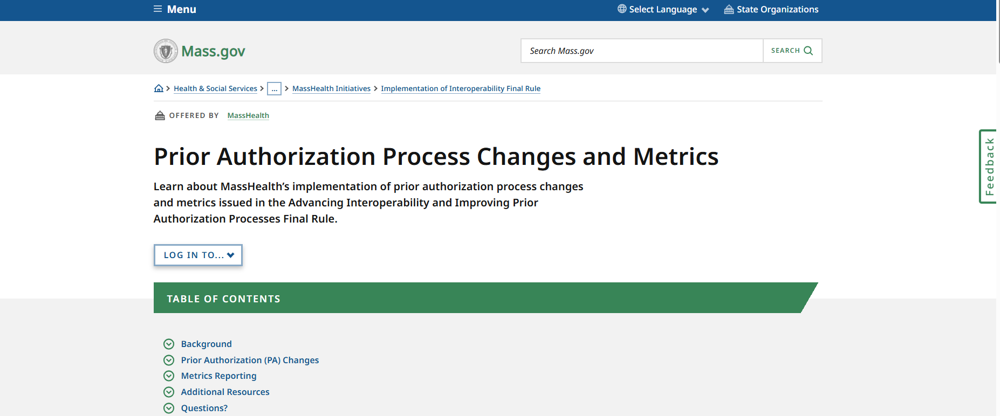 Menu
Select Language
State Organizations
Mass.gov
Search Mass.gov
SEARCH
Health & Social Services
...
MassHealth Initiatives
Implementation of Interoperability Final Rule
OFFERED BY MassHealth
Prior Authorization Process Changes and Metrics
Learn about MassHealth’s implementation of prior authorization process changes
and metrics issued in the Advancing Interoperability and Improving Prior
Authorization Processes Final Rule.
LOG IN TO...
Feedback
TABLE OF CONTENTS
Background
Prior Authorization (PA) Changes
Metrics Reporting
Additional Resources
Questions?